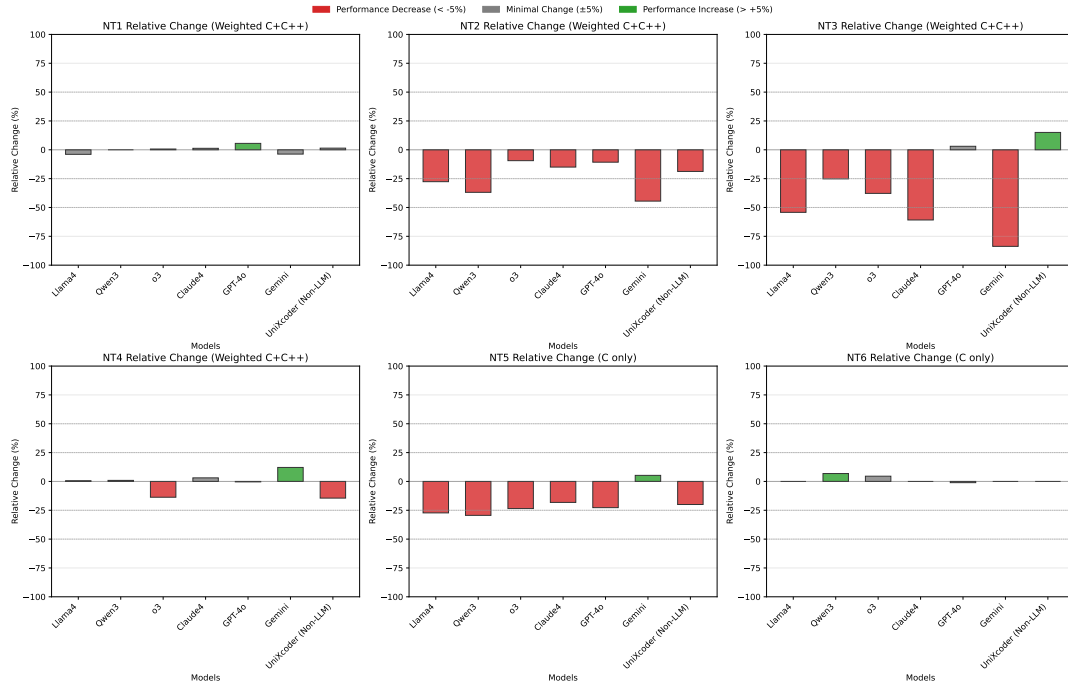 Performance Decrease (< -5%) Minimal Change (±5%) Performance Increase (> +5%)
NT1 Relative Change (Weighted C+C++)
Relative Change (%)
100
75
50
25
0
−25
−50
−75
−100
Llama4
Qwen3
o3
Claude4
GPT-4o
Gemini
UniXcoder (Non-LLM)
Models
NT2 Relative Change (Weighted C+C++)
Relative Change (%)
100
75
50
25
0
−25
−50
−75
−100
Llama4
Qwen3
o3
Claude4
GPT-4o
Gemini
UniXcoder (Non-LLM)
Models
NT3 Relative Change (Weighted C+C++)
Relative Change (%)
100
75
50
25
0
−25
−50
−75
−100
Llama4
Qwen3
o3
Claude4
GPT-4o
Gemini
UniXcoder (Non-LLM)
Models
NT4 Relative Change (Weighted C+C++)
Relative Change (%)
100
75
50
25
0
−25
−50
−75
−100
Llama4
Qwen3
o3
Claude4
GPT-4o
Gemini
UniXcoder (Non-LLM)
Models
NT5 Relative Change (C only)
Relative Change (%)
100
75
50
25
0
−25
−50
−75
−100
Llama4
Qwen3
o3
Claude4
GPT-4o
Gemini
UniXcoder (Non-LLM)
Models
NT6 Relative Change (C only)
Relative Change (%)
100
75
50
25
0
−25
−50
−75
−100
Llama4
Qwen3
o3
Claude4
GPT-4o
Gemini
UniXcoder (Non-LLM)
Models